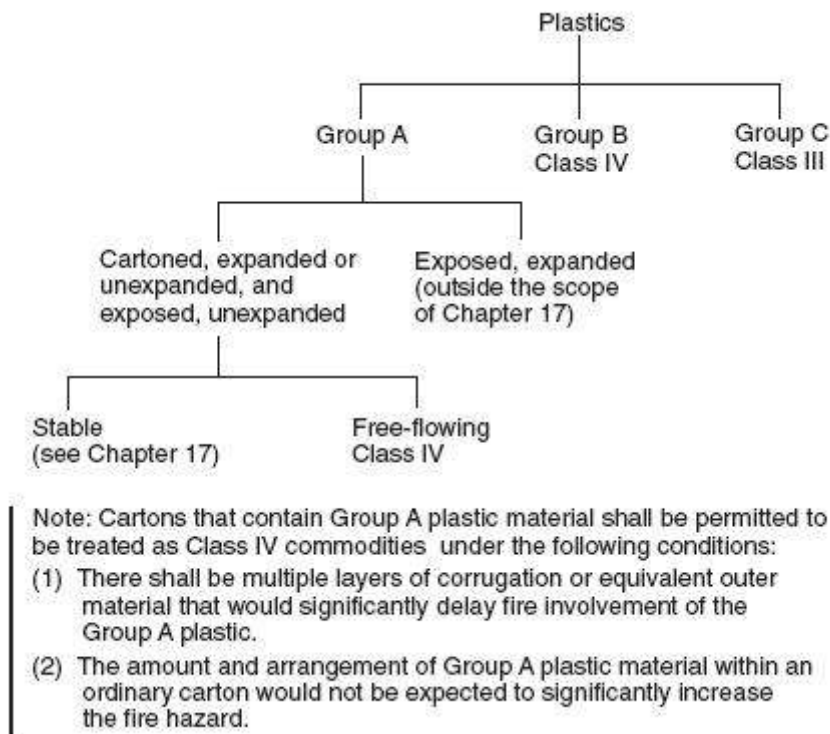 Plastics
Group A
Group B
Class IV
Group C
Class III
Cartoned, expanded or
unexpanded, and
exposed, unexpanded
Exposed, expanded
(outside the scope
of Chapter 17)
Stable
(see Chapter 17)
Free-flowing
Class IV
Note: Cartons that contain Group A plastic material shall be permitted to
be treated as Class IV commodities under the following conditions:
(1) There shall be multiple layers of corrugation or equivalent outer
material that would significantly delay fire involvement of the
Group A plastic.
(2) The amount and arrangement of Group A plastic material within an
ordinary carton would not be expected to significantly increase
the fire hazard.